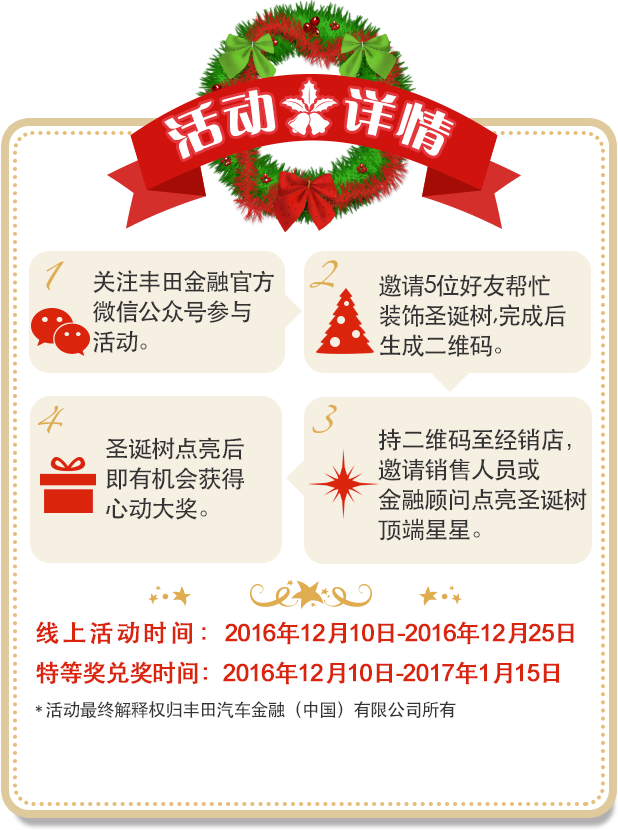 活动详情
1
关注丰田金融官方
微信公众号参与
活动。
2
邀请5位好友帮忙
装饰圣诞树,完成后
生成二维码。
3
持二维码至经销店，
邀请销售人员或
金融顾问点亮圣诞树
顶端星星。
4
圣诞树点亮后
即有机会获得
心动大奖。
线上活动时间：2016年12月10日-2016年12月25日
特等奖兑奖时间：2016年12月10日-2017年1月15日
*活动最终解释权归丰田汽车金融（中国）有限公司所有